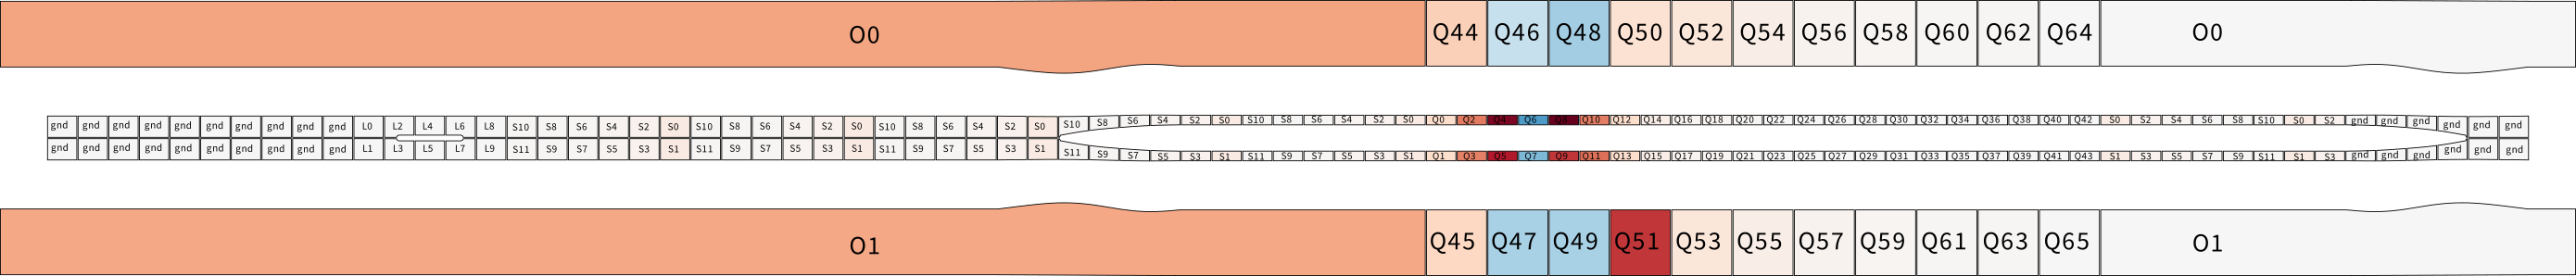 O0 Q44 Q46 Q48 Q50 Q52 Q54 Q56 Q58 Q60 Q62 Q64 O0
gnd gnd gnd gnd gnd gnd gnd gnd gnd gnd L0 L2 L4 L6 L8 S10 S8 S6 S4 S2 S0 S10 S8 S6 S4 S2 S0 S10 S8 S6 S4 S2 S0 S10 S8 S6 S4 S2 S0 S10 S8 S6 S4 S2 S0 Q0 Q2 Q4 Q6 Q8 Q10 Q12 Q14 Q16 Q18 Q20 Q22 Q24 Q26 Q28 Q30 Q32 Q34 Q36 Q38 Q40 Q42 S0 S2 S4 S6 S8 S10 S0 S2 gnd gnd gnd gnd gnd gnd
gnd gnd gnd gnd gnd gnd gnd gnd gnd gnd L1 L3 L5 L7 L9 S11 S9 S7 S5 S3 S1 S11 S9 S7 S5 S3 S1 S11 S9 S7 S5 S3 S1 S11 S9 S7 S5 S3 S1 S11 S9 S7 S5 S3 S1 Q1 Q3 Q5 Q7 Q9 Q11 Q13 Q15 Q17 Q19 Q21 Q23 Q25 Q27 Q29 Q31 Q33 Q35 Q37 Q39 Q41 Q43 S1 S3 S5 S7 S9 S11 S1 S3 gnd gnd gnd gnd gnd gnd
O1 Q45 Q47 Q49 Q51 Q53 Q55 Q57 Q59 Q61 Q63 Q65 O1